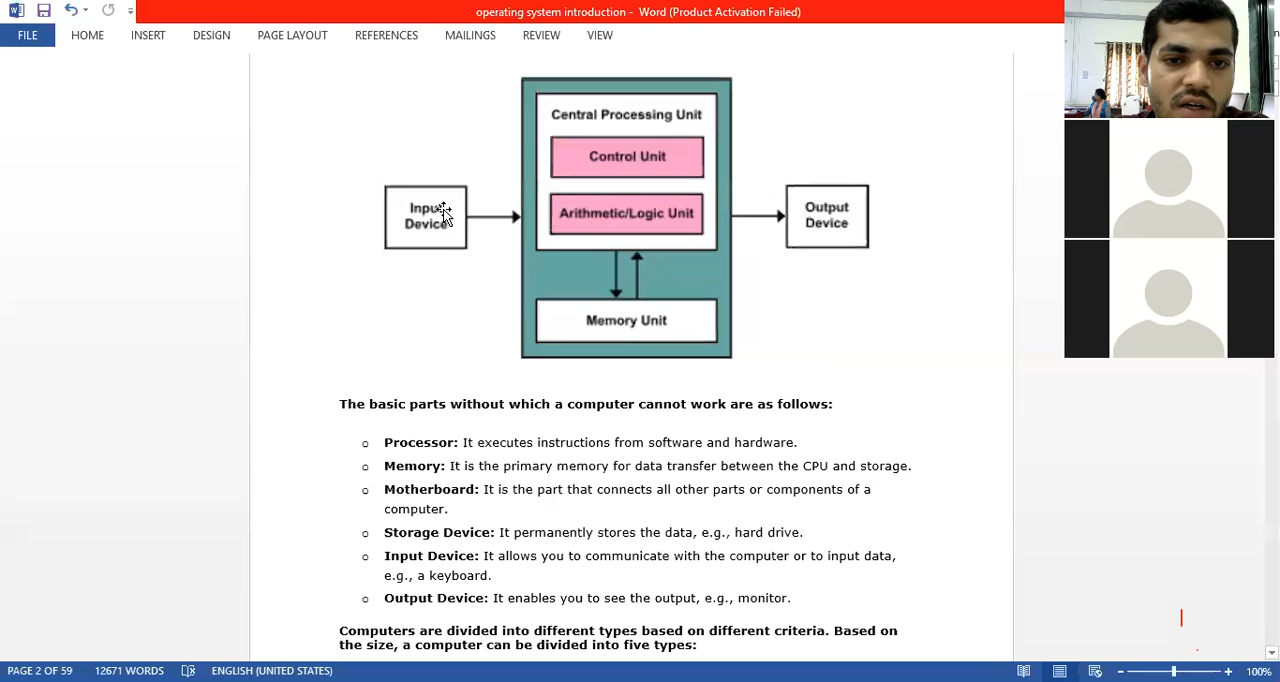 operating system introduction - Word (Product Activation Failed)
FILE HOME INSERT DESIGN PAGE LAYOUT REFERENCES MAILINGS REVIEW VIEW
Central Processing Unit
Control Unit
Arithmetic/Logic Unit
Input
Device
Output
Device
Memory Unit
The basic parts without which a computer cannot work are as follows:
o Processor: It executes instructions from software and hardware.
o Memory: It is the primary memory for data transfer between the CPU and storage.
o Motherboard: It is the part that connects all other parts or components of a
computer.
o Storage Device: It permanently stores the data, e.g., hard drive.
o Input Device: It allows you to communicate with the computer or to input data,
e.g., a keyboard.
o Output Device: It enables you to see the output, e.g., monitor.
Computers are divided into different types based on different criteria. Based on
the size, a computer can be divided into five types:
PAGE 2 OF 59 12671 WORDS ENGLISH (UNITED STATES) 100%